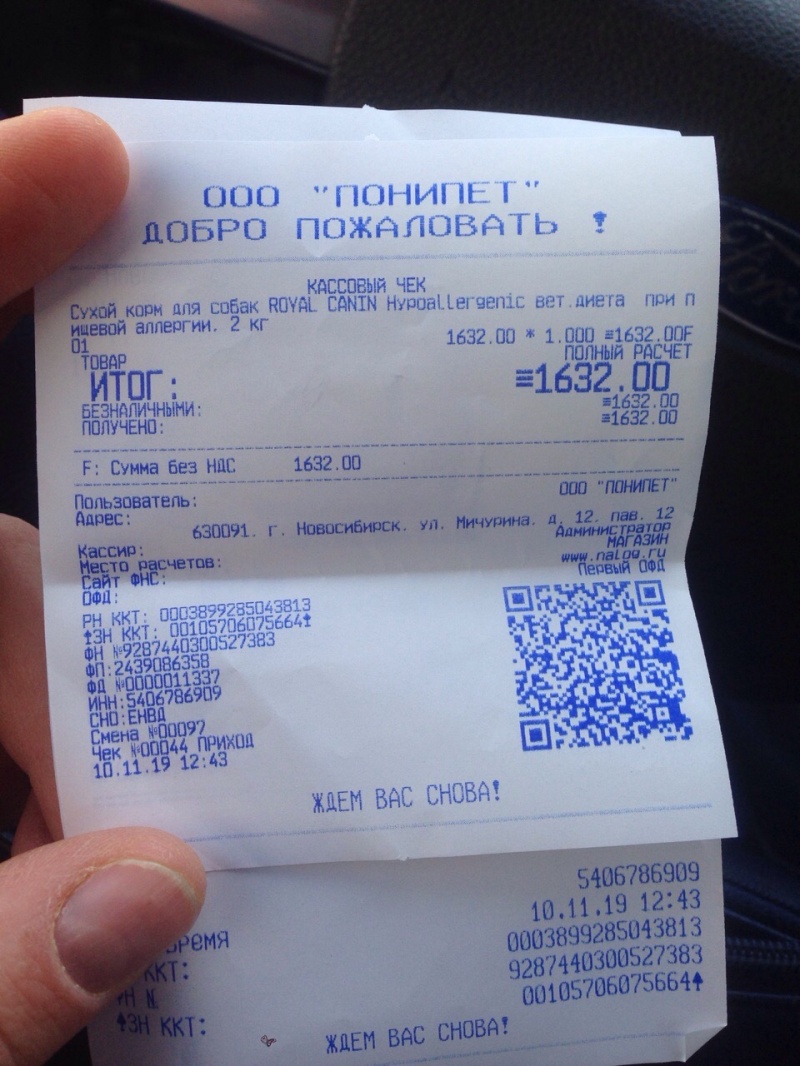 ООО "ПОНИПЕТ"
ДОБРО ПОЖАЛОВАТЬ !
КАССОВЫЙ ЧЕК
Сухой корм для собак ROYAL CANIN Hypoallergenic вет.диета при п
ищевой аллергии. 2 кг
1632.00 * 1.000 ≡1632.00F
01
ПОЛНЫЙ РАСЧЕТ
ТОВАР
ИТОГ: ≡1632.00
БЕЗНАЛИЧНЫМИ: ≡1632.00
ПОЛУЧЕНО: ≡1632.00
F: Сумма без НДС 1632.00
Пользователь: ООО "ПОНИПЕТ"
Адрес:
630091. г. Новосибирск. ул. Мичурина. д. 12. пав. 12
Кассир: Администратор
Место расчетов: МАГАЗИН
Сайт ФНС: www.nalog.ru
ОФД: Первый ОФД
РН ККТ: 0003899285043813
ЗН ККТ: 00105706075664
ФН №9287440300527383
ФП:2439086358
ФД №0000011337
ИНН:5406786909
СНО:ЕНВД
Смена №00097
Чек №00044 ПРИХОД
10.11.19 12:43
ЖДЕМ ВАС СНОВА!
5406786909
время 10.11.19 12:43
ККТ: 0003899285043813
9287440300527383
ЗН ККТ: 00105706075664
ЖДЕМ ВАС СНОВА!